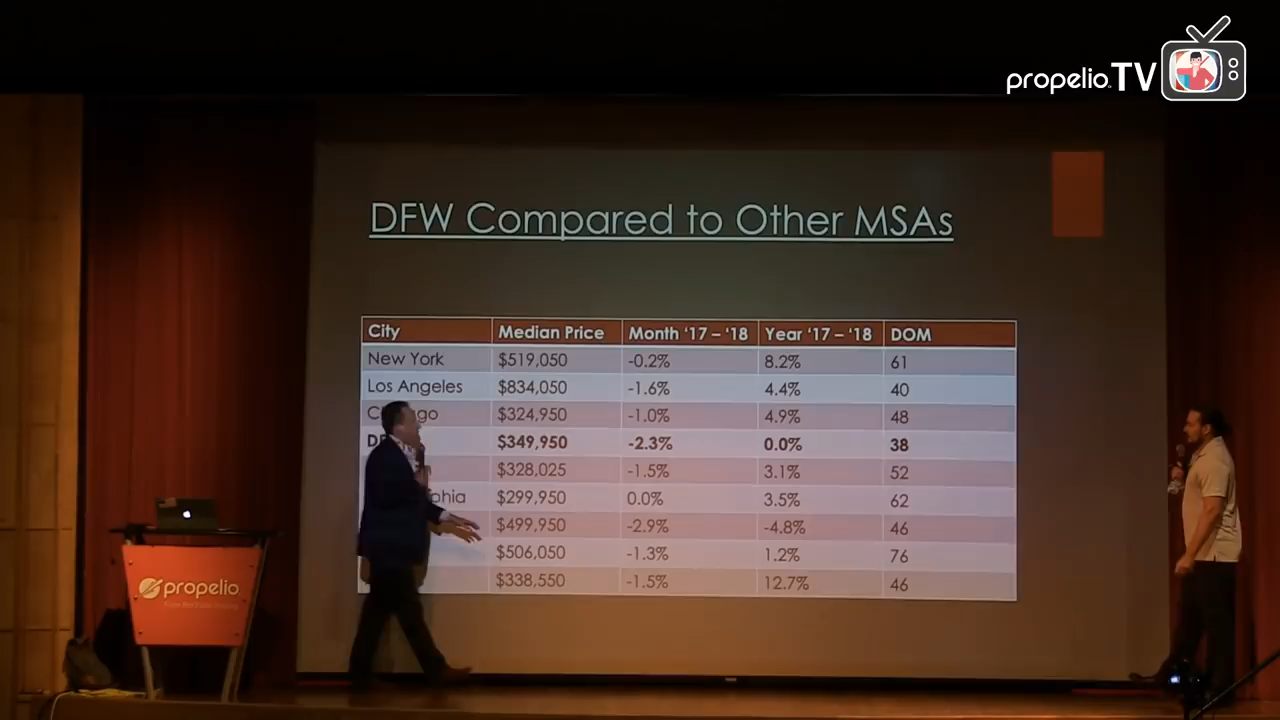 propelio TV
DFW Compared to Other MSAs
City Median Price Month ‘17 – ‘18 Year ‘17 – ‘18 DOM
New York $519,050 -0.2% 8.2% 61
Los Angeles $834,050 -1.6% 4.4% 40
$324,950 -1.0% 4.9% 48
$349,950 -2.3% 0.0% 38
$328,025 -1.5% 3.1% 52
$299,950 0.0% 3.5% 62
$499,950 -2.9% -4.8% 46
$506,050 -1.3% 1.2% 76
$338,550 -1.5% 12.7% 46
propelio